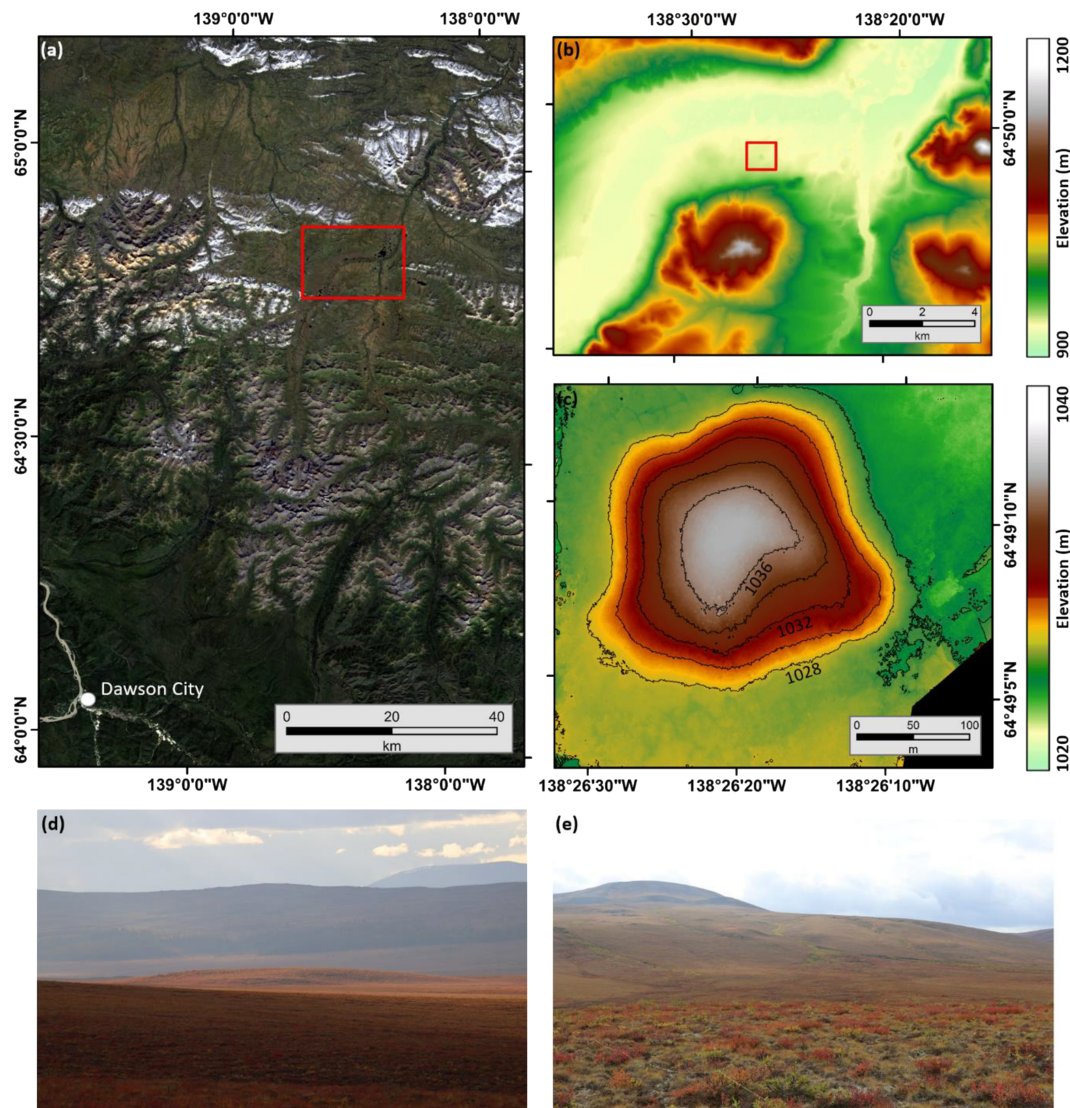 139°0'0"W
138°0'0"W
(a)
65°0'0"N
64°30'0"N
64°0'0"N
Dawson City
0
20
40
km
139°0'0"W
138°0'0"W
138°30'0"W
138°20'0"W
(b)
64°50'0"N
0
2
4
km
1200
Elevation (m)
900
(c)
1036
1032
1028
64°49'10"N
64°49'5"N
0
50
100
m
138°26'30"W
138°26'20"W
138°26'10"W
1040
Elevation (m)
1020
(d)
(e)